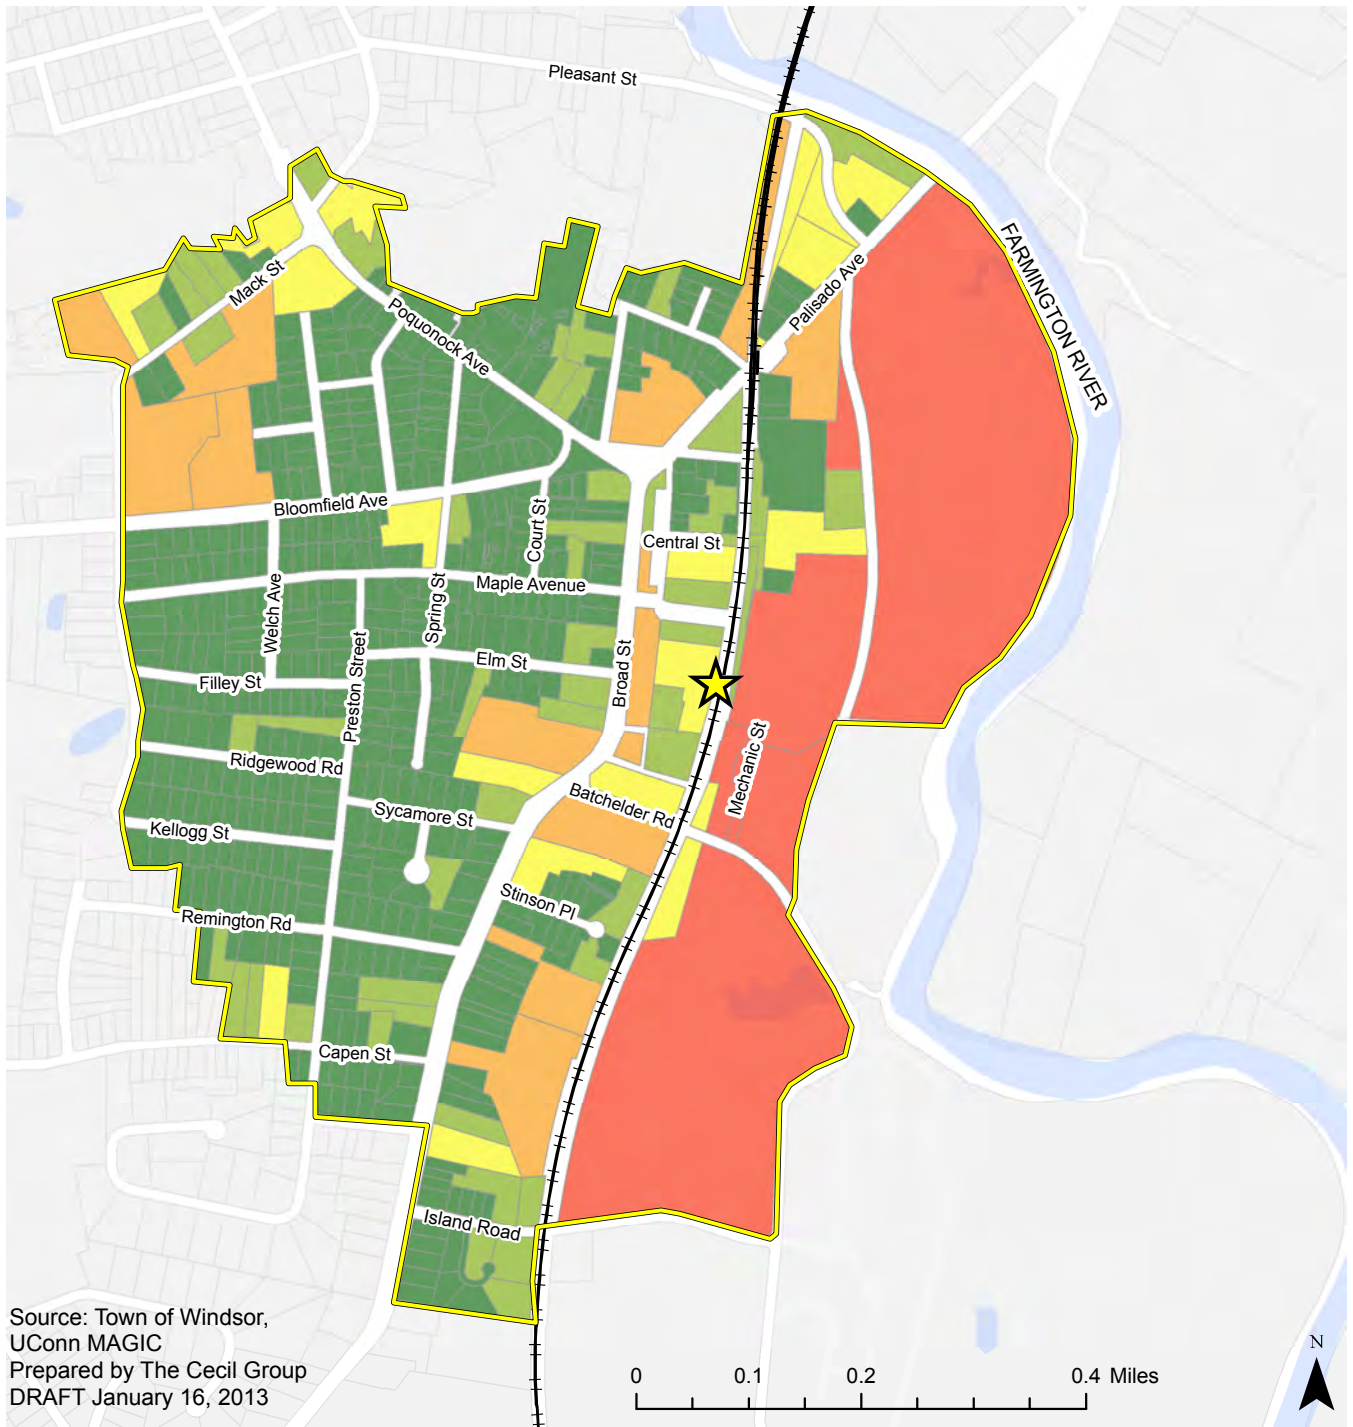 Pleasant St
FARMINGTON RIVER
Mack St
Palisado Ave
Poquonock Ave
Bloomfield Ave
Court St
Central St
Maple Avenue
Welch Ave
Spring St
Preston Street
Elm St
Broad St
Filley St
Ridgewood Rd
Mechanic St
Batchelder Rd
Sycamore St
Kellogg St
Stinson Pl
Remington Rd
Capen St
Island Road
Source: Town of Windsor,
UConn MAGIC
Prepared by The Cecil Group
DRAFT January 16, 2013
0 0.1 0.2 0.4 Miles
N